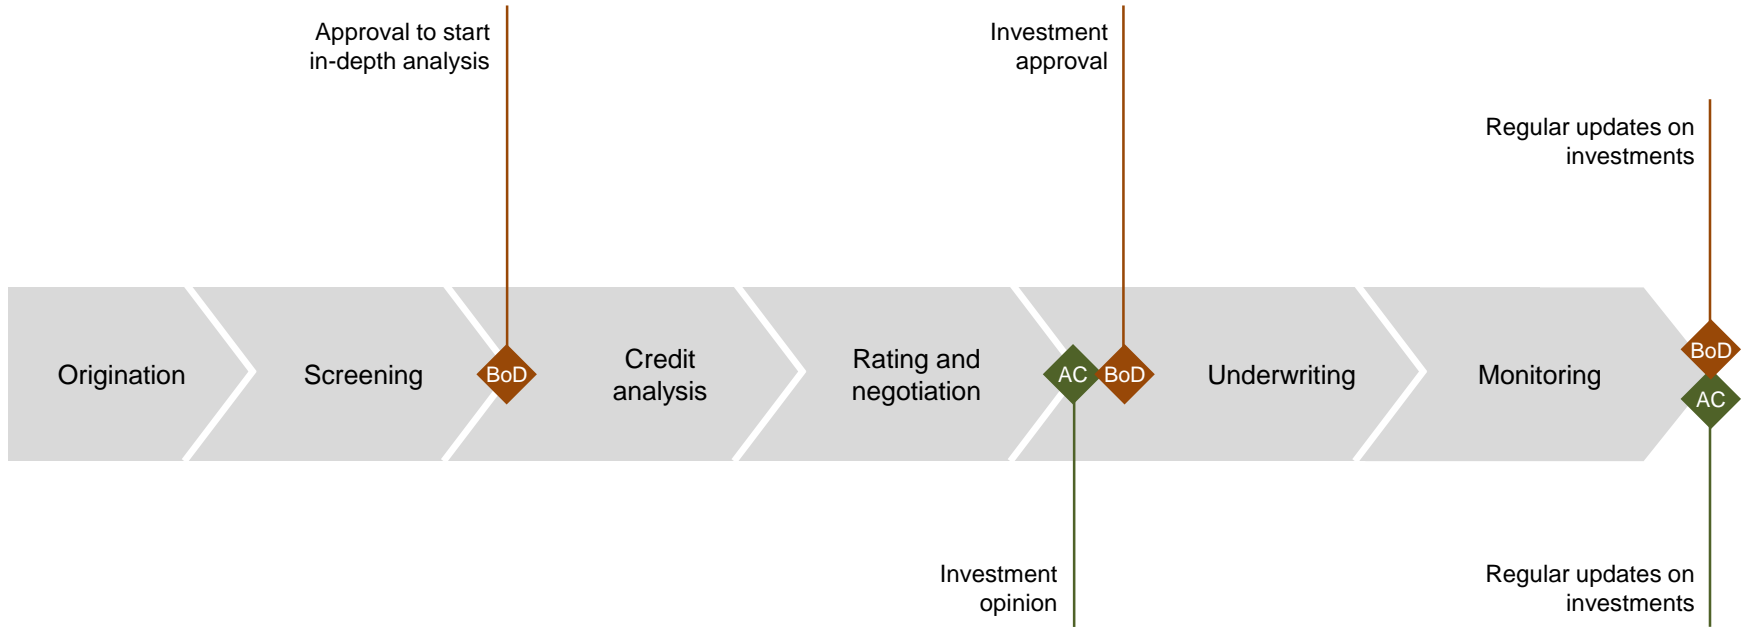 Approval to start
in-depth analysis
Investment
approval
Regular updates on
investments
Origination
Screening
BoD
Credit
analysis
Rating and
negotiation
AC
BoD
Underwriting
Monitoring
BoD
AC
Investment
opinion
Regular updates on
investments